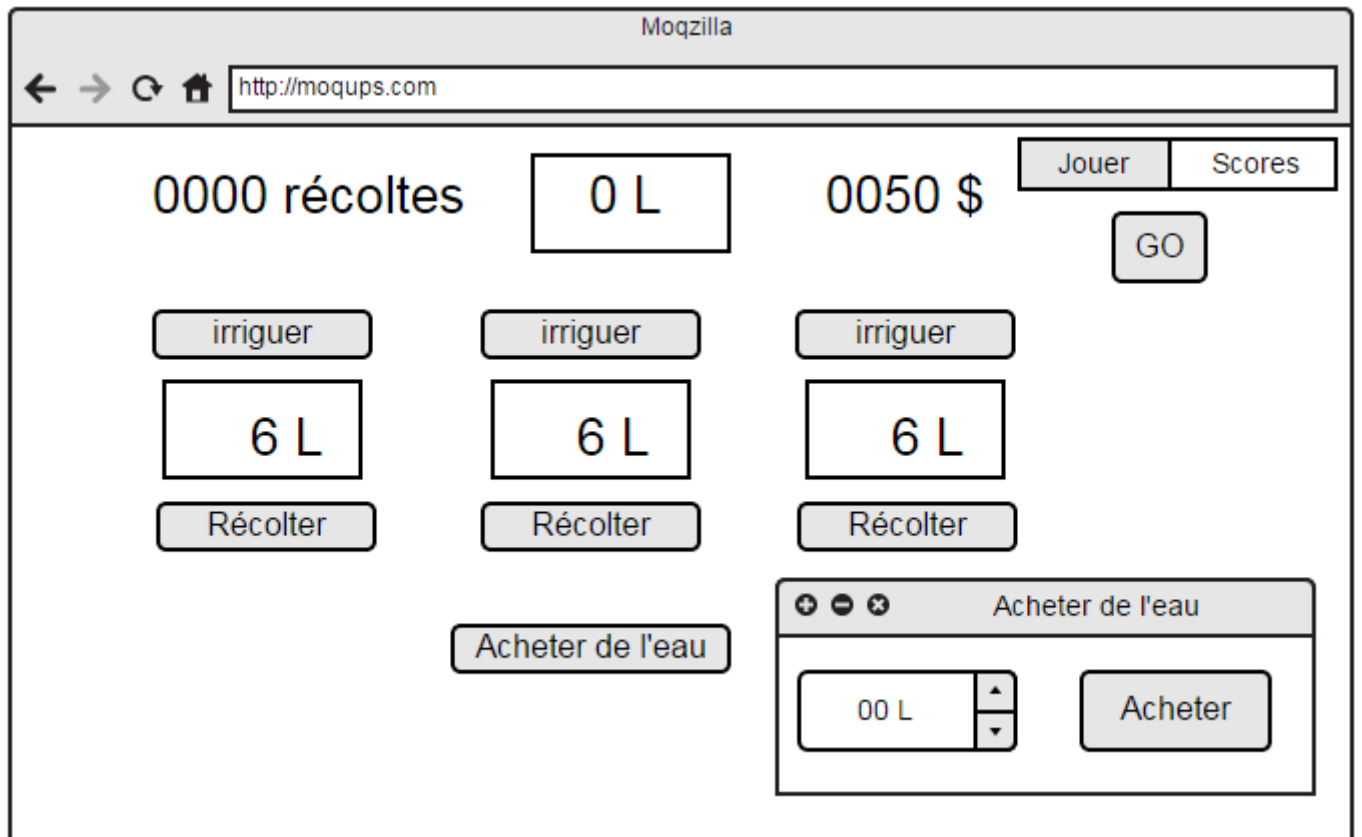 Moqzilla
http://moqups.com
Jouer Scores
0000 récoltes 0 L 0050 $
GO
irriguer irriguer irriguer
6 L 6 L 6 L
Récolter Récolter Récolter
Acheter de l'eau
Acheter de l'eau
00 L Acheter